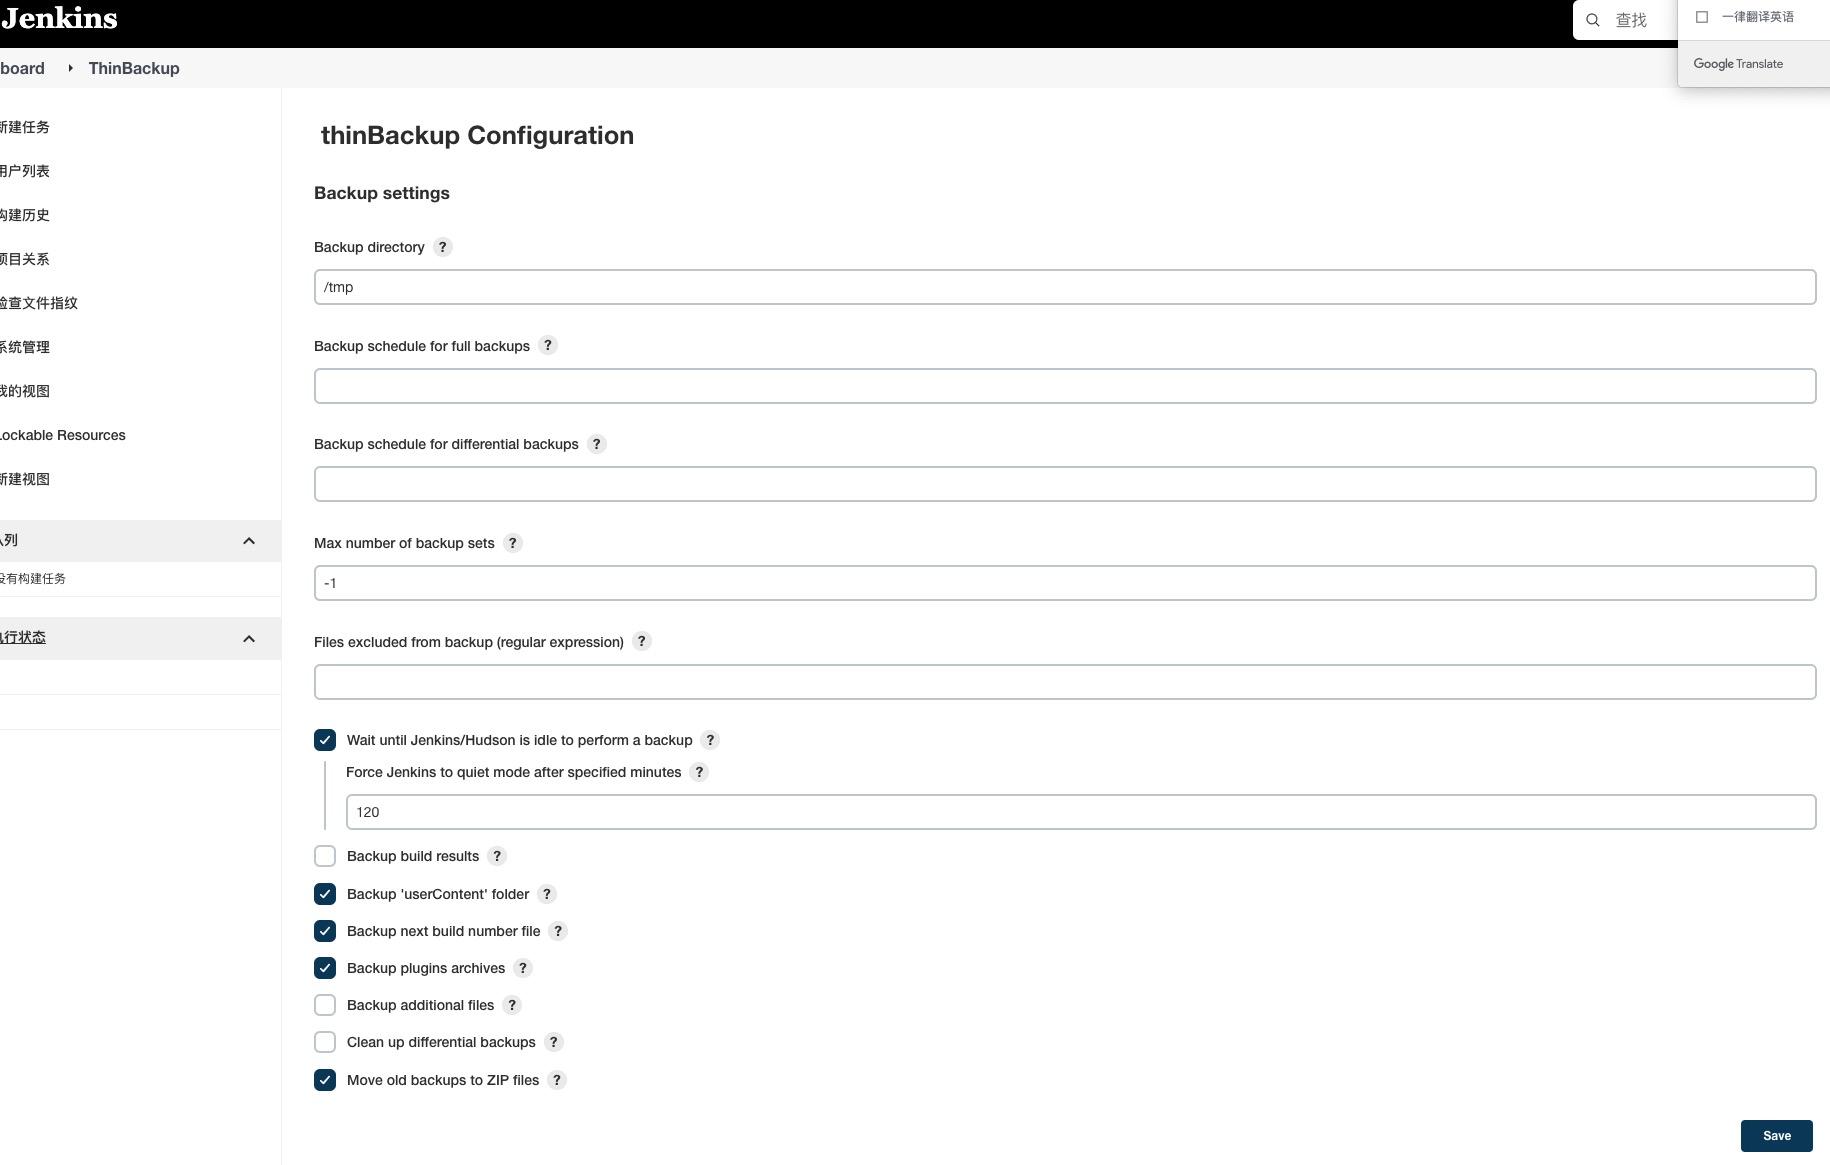 Jenkins
查找
一律翻译英语
Google Translate
board
ThinBackup
新建任务
用户列表
构建历史
项目关系
检查文件指纹
系统管理
我的视图
Lockable Resources
新建视图
队列
没有构建任务
执行状态
thinBackup Configuration
Backup settings
Backup directory ?
/tmp
Backup schedule for full backups ?
Backup schedule for differential backups ?
Max number of backup sets ?
-1
Files excluded from backup (regular expression) ?
Wait until Jenkins/Hudson is idle to perform a backup ?
Force Jenkins to quiet mode after specified minutes ?
120
Backup build results ?
Backup 'userContent' folder ?
Backup next build number file ?
Backup plugins archives ?
Backup additional files ?
Clean up differential backups ?
Move old backups to ZIP files ?
Save